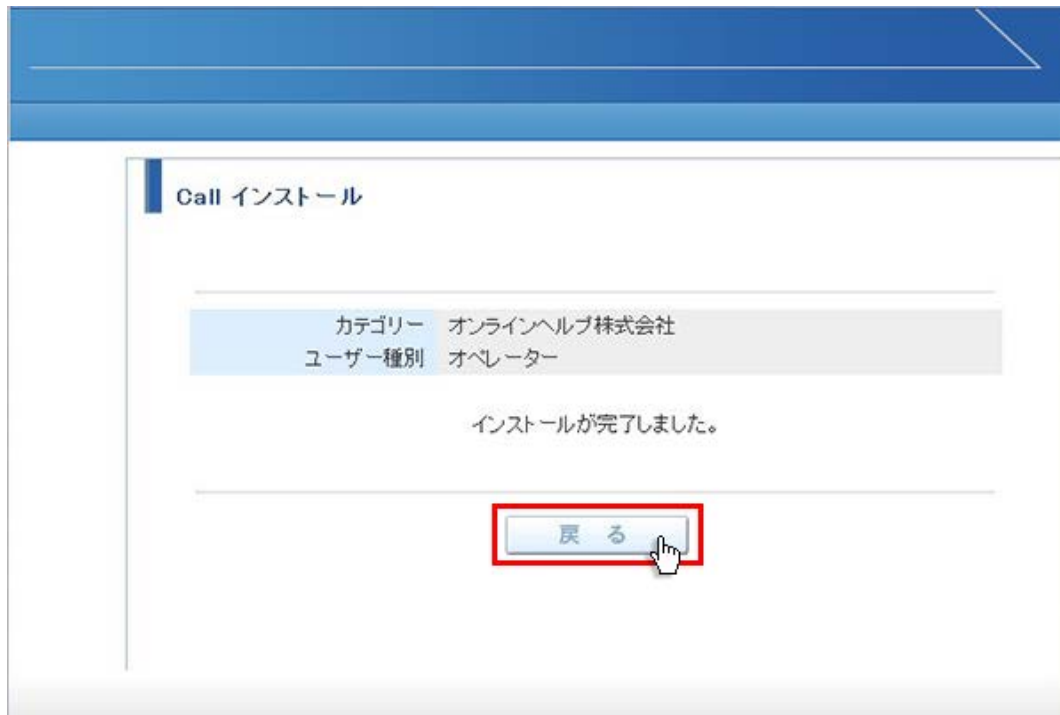 Call インストール
カテゴリー オンラインヘルプ株式会社
ユーザー種別 オペレーター
インストールが完了しました。
戻 る